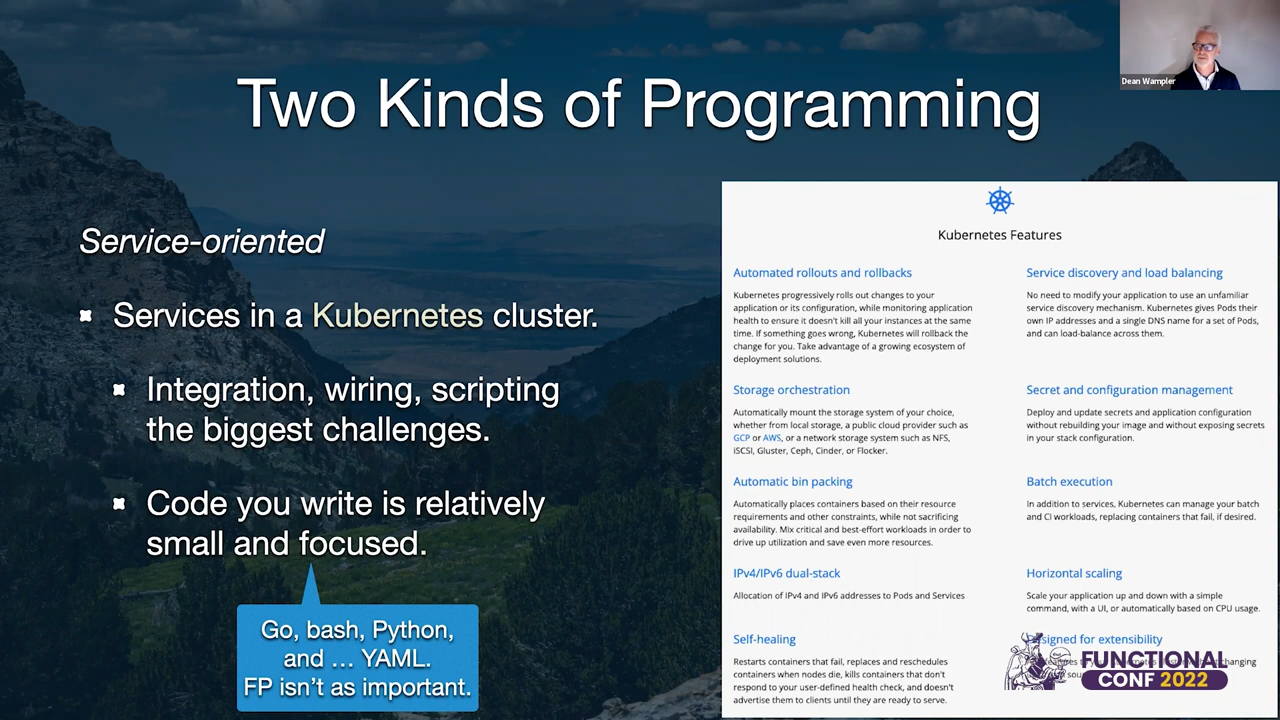 Dean Wampler
Two Kinds of Programming
Service-oriented
Services in a Kubernetes cluster.
Integration, wiring, scripting
the biggest challenges.
Code you write is relatively
small and focused.
Go, bash, Python,
and … YAML.
FP isn't as important.
Kubernetes Features
Automated rollouts and rollbacks
Kubernetes progressively rolls out changes to your
application or its configuration, while monitoring application
health to ensure it doesn't kill all your instances at the same
time. If something goes wrong, Kubernetes will rollback the
change for you. Take advantage of a growing ecosystem of
deployment solutions.
Service discovery and load balancing
No need to modify your application to use an unfamiliar
service discovery mechanism. Kubernetes gives Pods their
own IP addresses and a single DNS name for a set of Pods,
and can load-balance across them.
Storage orchestration
Automatically mount the storage system of your choice,
whether from local storage, a public cloud provider such as
GCP or AWS, or a network storage system such as NFS,
iSCSI, Gluster, Ceph, Cinder, or Flocker.
Secret and configuration management
Deploy and update secrets and application configuration
without rebuilding your image and without exposing secrets
in your stack configuration.
Automatic bin packing
Automatically places containers based on their resource
requirements and other constraints, while not sacrificing
availability. Mix critical and best-effort workloads in order to
drive up utilization and save even more resources.
Batch execution
In addition to services, Kubernetes can manage your batch
and CI workloads, replacing containers that fail, if desired.
IPv4/IPv6 dual-stack
Allocation of IPv4 and IPv6 addresses to Pods and Services
Horizontal scaling
Scale your application up and down with a simple
command, with a UI, or automatically based on CPU usage.
Self-healing
Restarts containers that fail, replaces and reschedules
containers when nodes die, kills containers that don't
respond to your user-defined health check, and doesn't
advertise them to clients until they are ready to serve.
Designed for extensibility
FUNCTIONAL
CONF 2022